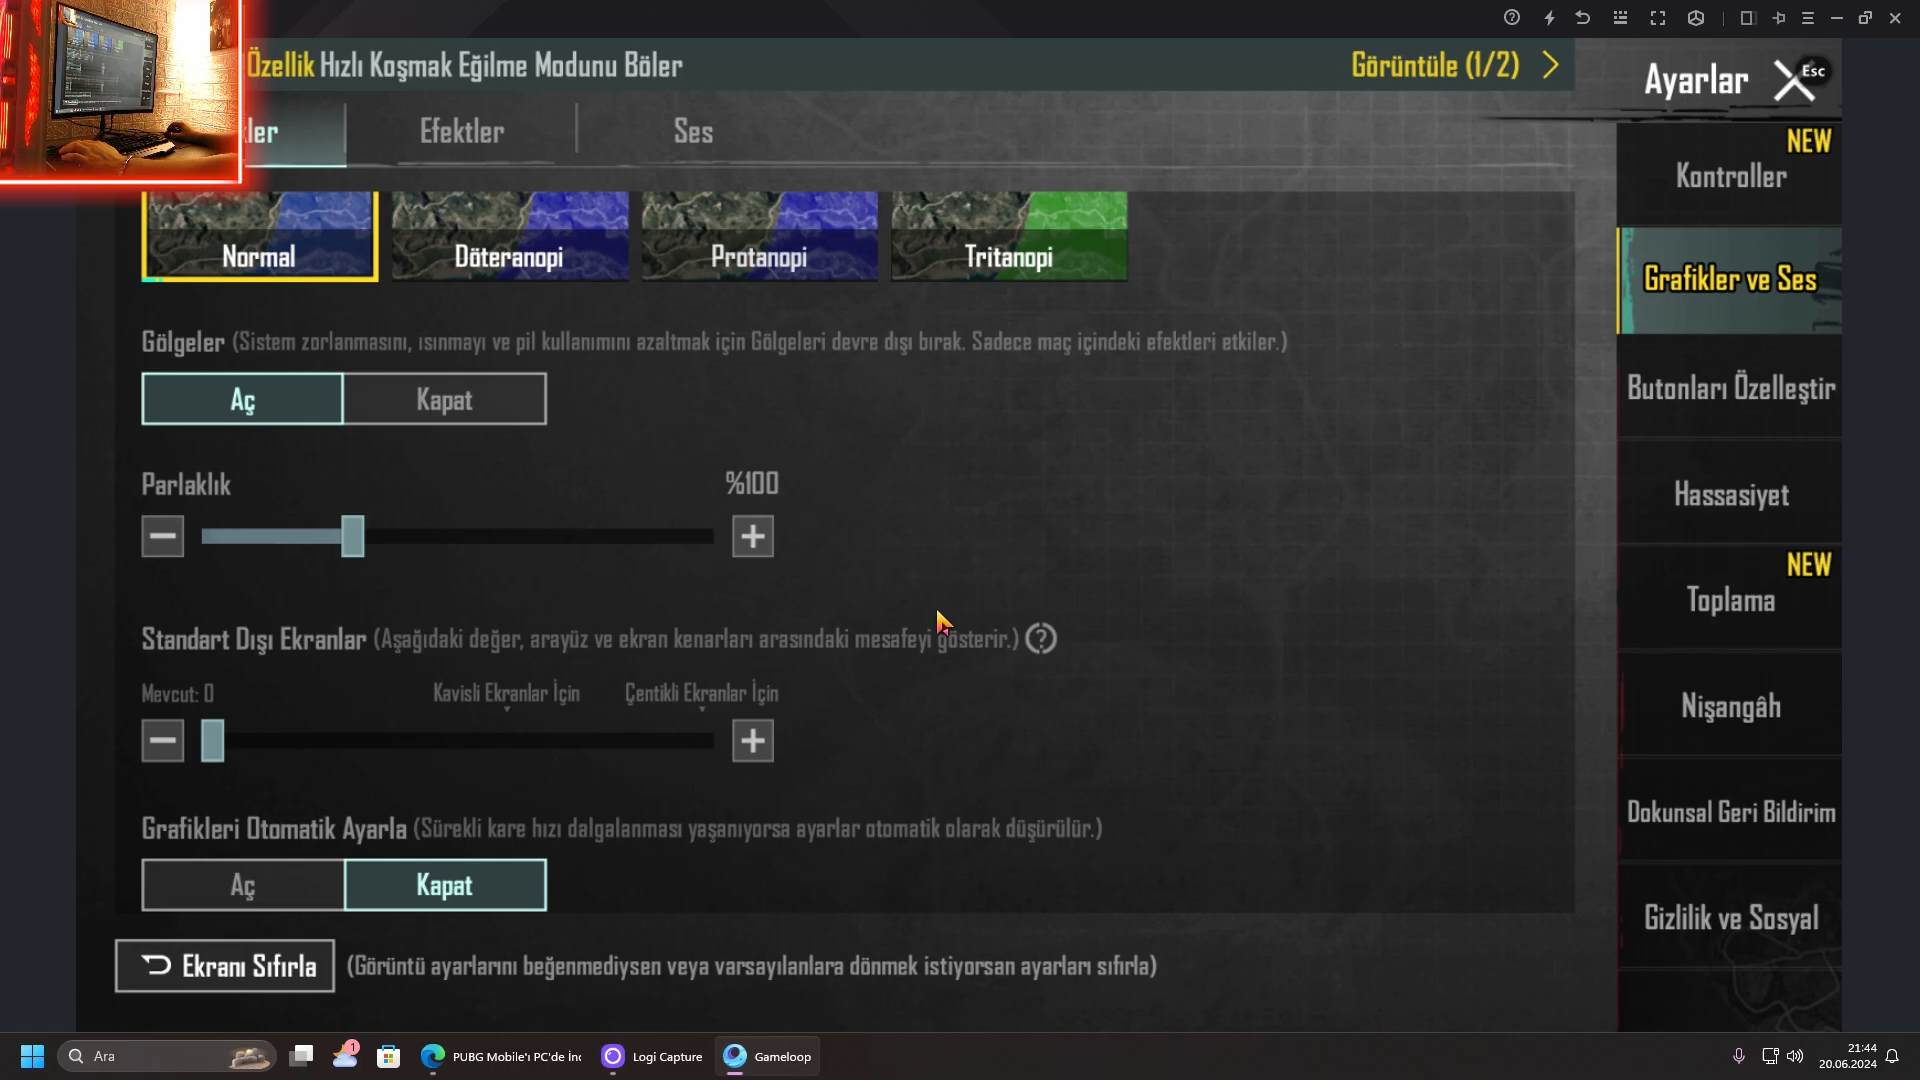 Özellik Hızlı Koşmak Eğilme Modunu Böler
Görüntüle (1/2)
Ayarlar
Esc
Efektler
Ses
Normal
Döteranopi
Protanopi
Tritanopi
Gölgeler (Sistem zorlanmasını, ısınmayı ve pil kullanımını azaltmak için Gölgeleri devre dışı bırak. Sadece maç içindeki efektleri etkiler.)
Aç
Kapat
Parlaklık
%100
Standart Dışı Ekranlar (Aşağıdaki değer, arayüz ve ekran kenarları arasındaki mesafeyi gösterir.)
Mevcut: 0
Kavisli Ekranlar İçin
Çentikli Ekranlar İçin
Grafikleri Otomatik Ayarla (Sürekli kare hızı dalgalanması yaşanıyorsa ayarlar otomatik olarak düşürülür.)
Aç
Kapat
Ekranı Sıfırla
(Görüntü ayarlarını beğenmediysen veya varsayılanlara dönmek istiyorsan ayarları sıfırla)
NEW
Kontroller
Grafikler ve Ses
Butonları Özelleştir
Hassasiyet
NEW
Toplama
Nişangâh
Dokunsal Geri Bildirim
Gizlilik ve Sosyal
Ara
1
PUBG Mobile'ı PC'de İnd
Logi Capture
Gameloop
21:44
20.06.2024